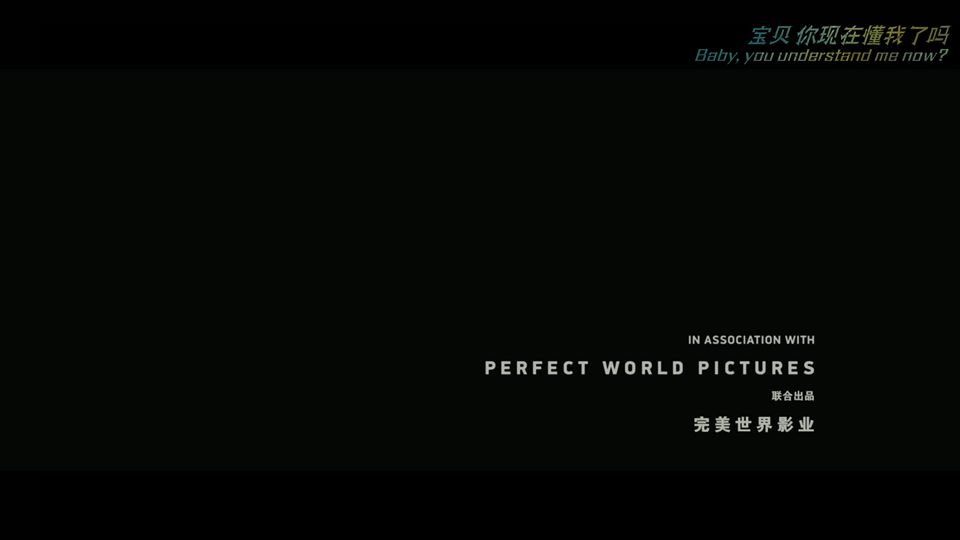 宝贝 你现在懂我了吗
Baby, you understand me now?
IN ASSOCIATION WITH
PERFECT WORLD PICTURES
联合出品
完美世界影业